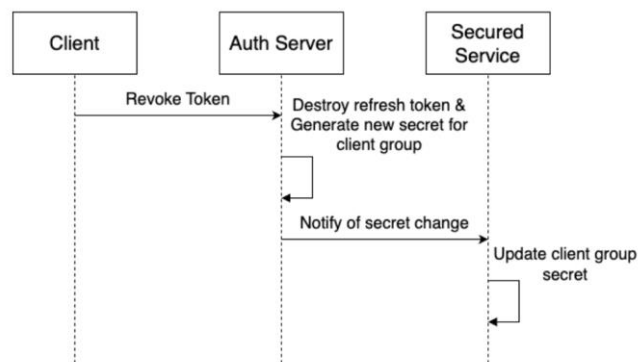 Client
Auth Server
Secured
Service
Revoke Token
Destroy refresh token &
Generate new secret for
client group
Notify of secret change
Update client group
secret